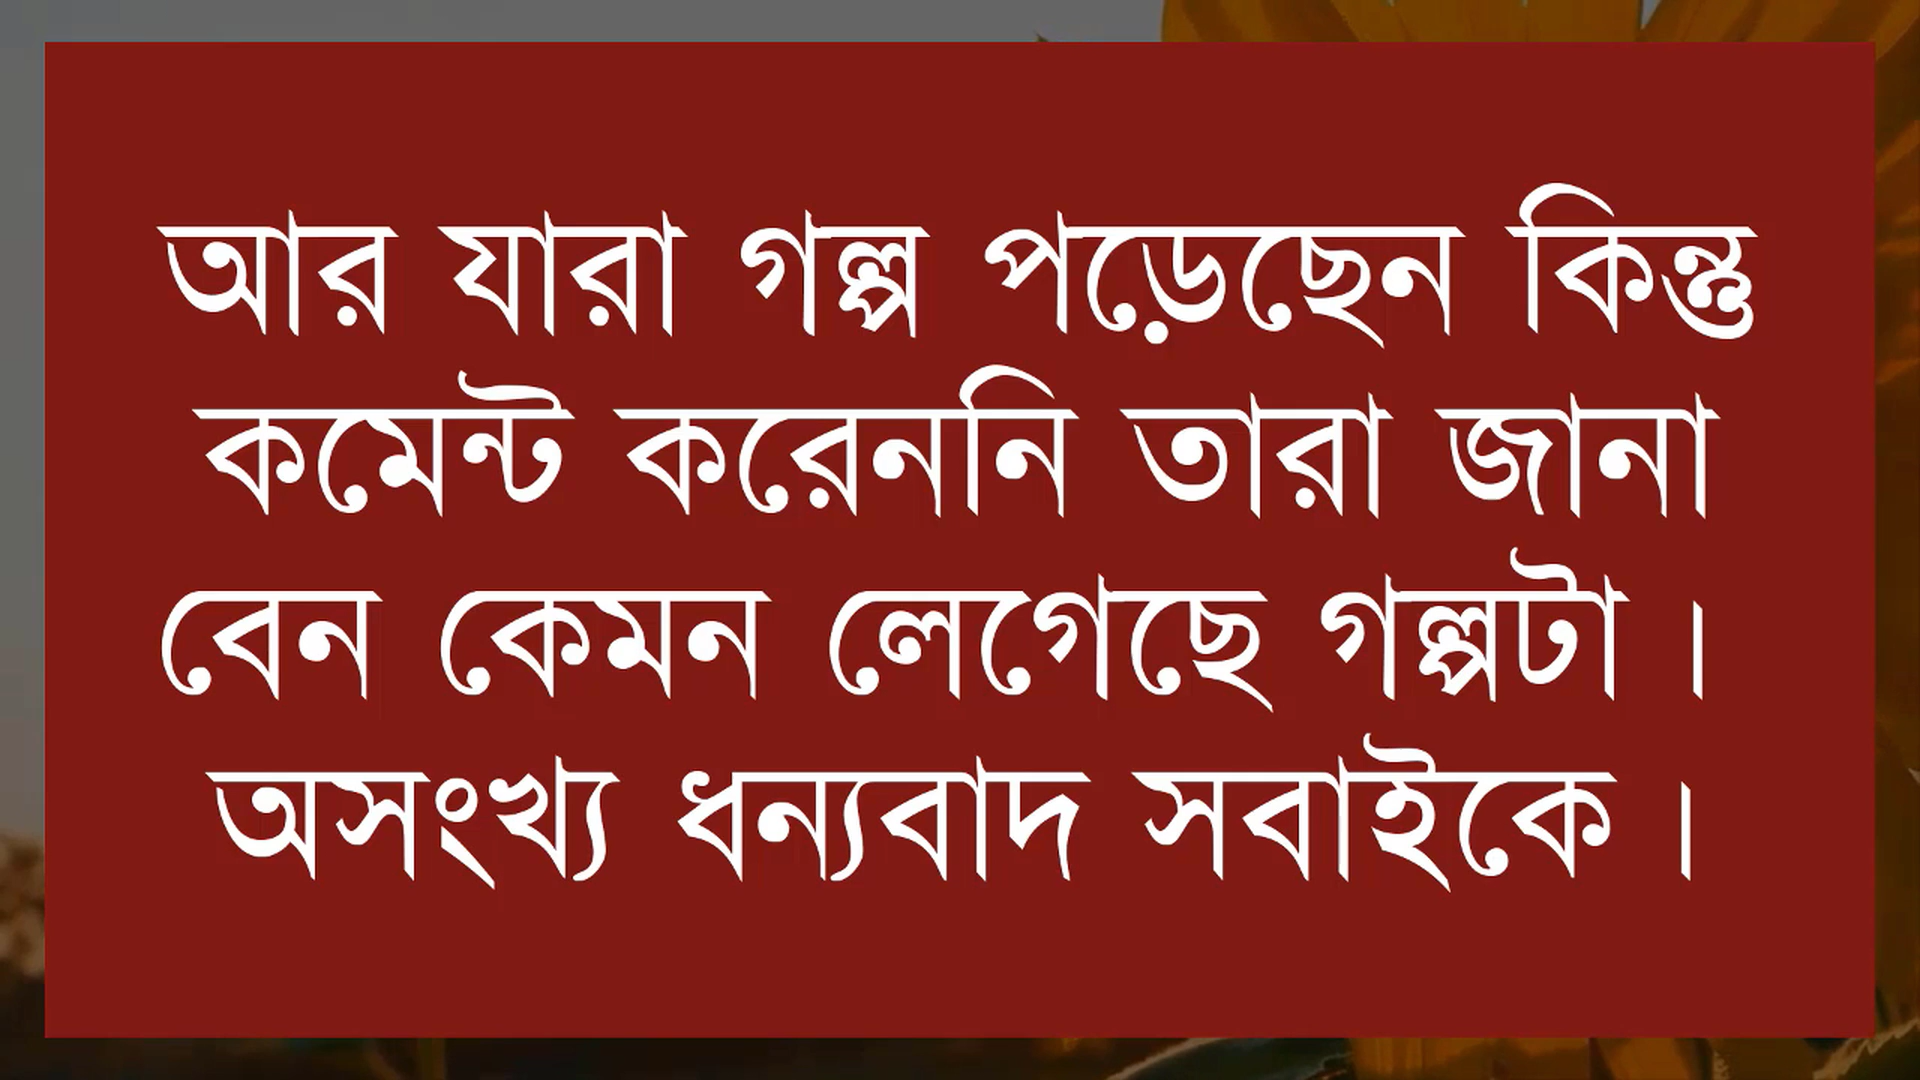 আর যারা গল্প পড়েছেন কিন্তু
কমেন্ট করেননি তারা জানা
বেন কেমন লেগেছে গল্পটা ।
অসংখ্য ধন্যবাদ সবাইকে ।